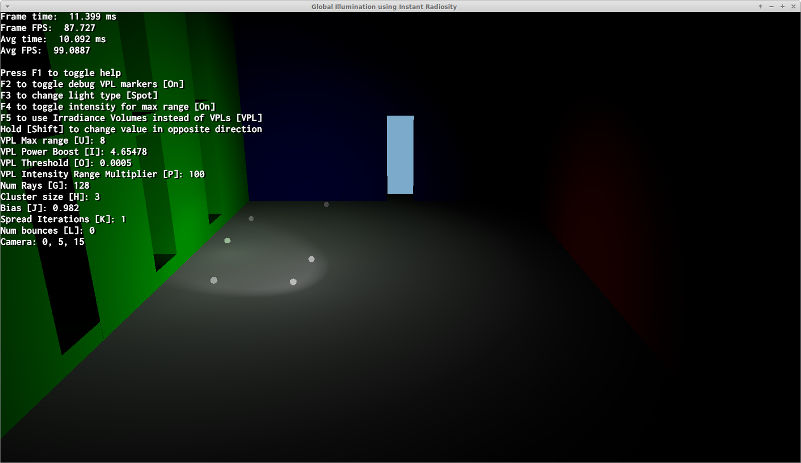 Global Illumination using Instant Radiosity
Frame time:  11.399 ms
Frame FPS:  87.727
Avg time:  10.092 ms
Avg FPS:  99.0887
Press F1 to toggle help
F2 to toggle debug VPL markers [On]
F3 to change light type [Spot]
F4 to toggle intensity for max range [On]
F5 to use Irradiance Volumes instead of VPLs [VPL]
Hold [Shift] to change value in opposite direction
VPL Max range [U]: 8
VPL Power Boost [I]: 4.65478
VPL Threshold [O]: 0.0005
VPL Intensity Range Multiplier [P]: 100
Num Rays [G]: 128
Cluster size [H]: 3
Bias [J]: 0.982
Spread Iterations [K]: 1
Num bounces [L]: 0
Camera: 0, 5, 15